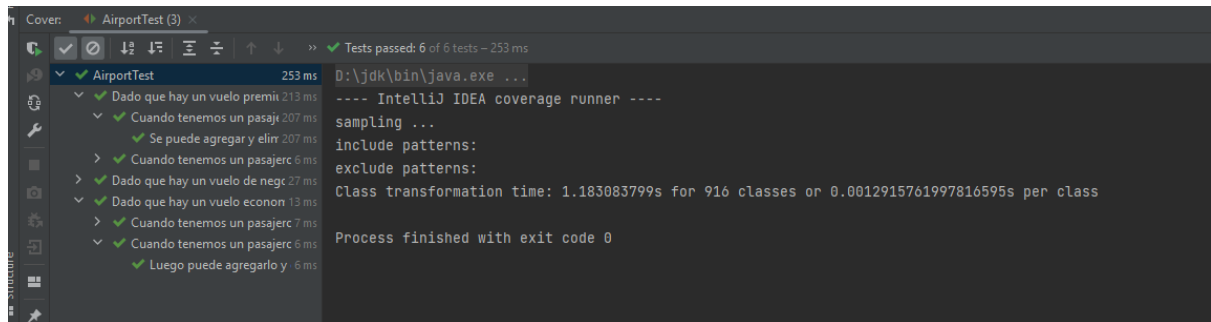 Cover: AirportTest (3) ×
» Tests passed: 6 of 6 tests – 253 ms
AirportTest 253 ms
Dado que hay un vuelo premi 213 ms
Cuando tenemos un pasaje 207 ms
Se puede agregar y elim 207 ms
Cuando tenemos un pasajero 6 ms
Dado que hay un vuelo de nego 27 ms
Dado que hay un vuelo econom 13 ms
Cuando tenemos un pasajero 7 ms
Cuando tenemos un pasajero 6 ms
Luego puede agregarlo y 6 ms
D:\jdk\bin\java.exe ...
---- IntelliJ IDEA coverage runner ----
sampling ...
include patterns:
exclude patterns:
Class transformation time: 1.183083799s for 916 classes or 0.0012915761997816595s per class
Process finished with exit code 0
Structure